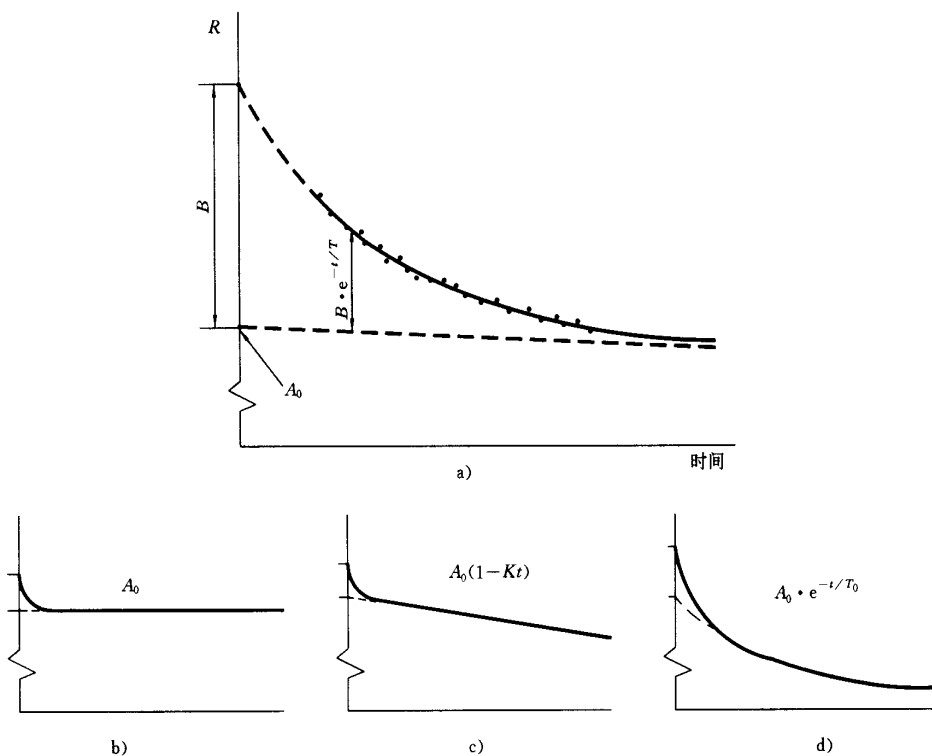 R
B
B·e⁻ᵗ/ᵀ
A₀
时间
a)
A₀
A₀(1−Kt)
A₀·e⁻ᵗ/ᵀ₀
b)
c)
d)